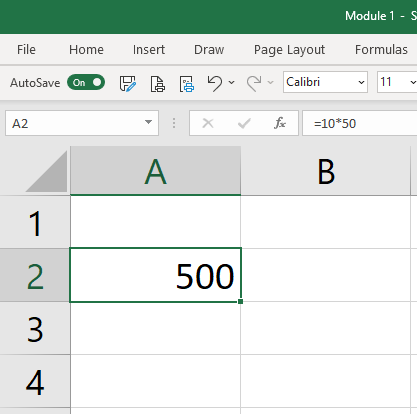 Module 1 - S
File Home Insert Draw Page Layout Formulas
AutoSave On Calibri 11
A2 fx =10*50
A B
1
2 500
3
4